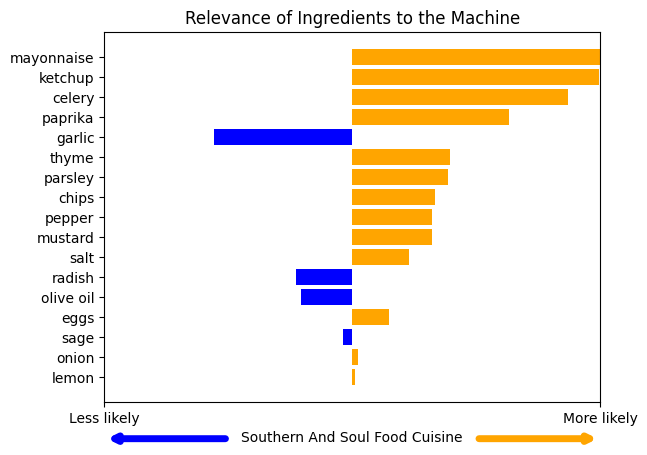 Relevance of Ingredients to the Machine
mayonnaise
ketchup
celery
paprika
garlic
thyme
parsley
chips
pepper
mustard
salt
radish
olive oil
eggs
sage
onion
lemon
Less likely
More likely
Southern And Soul Food Cuisine